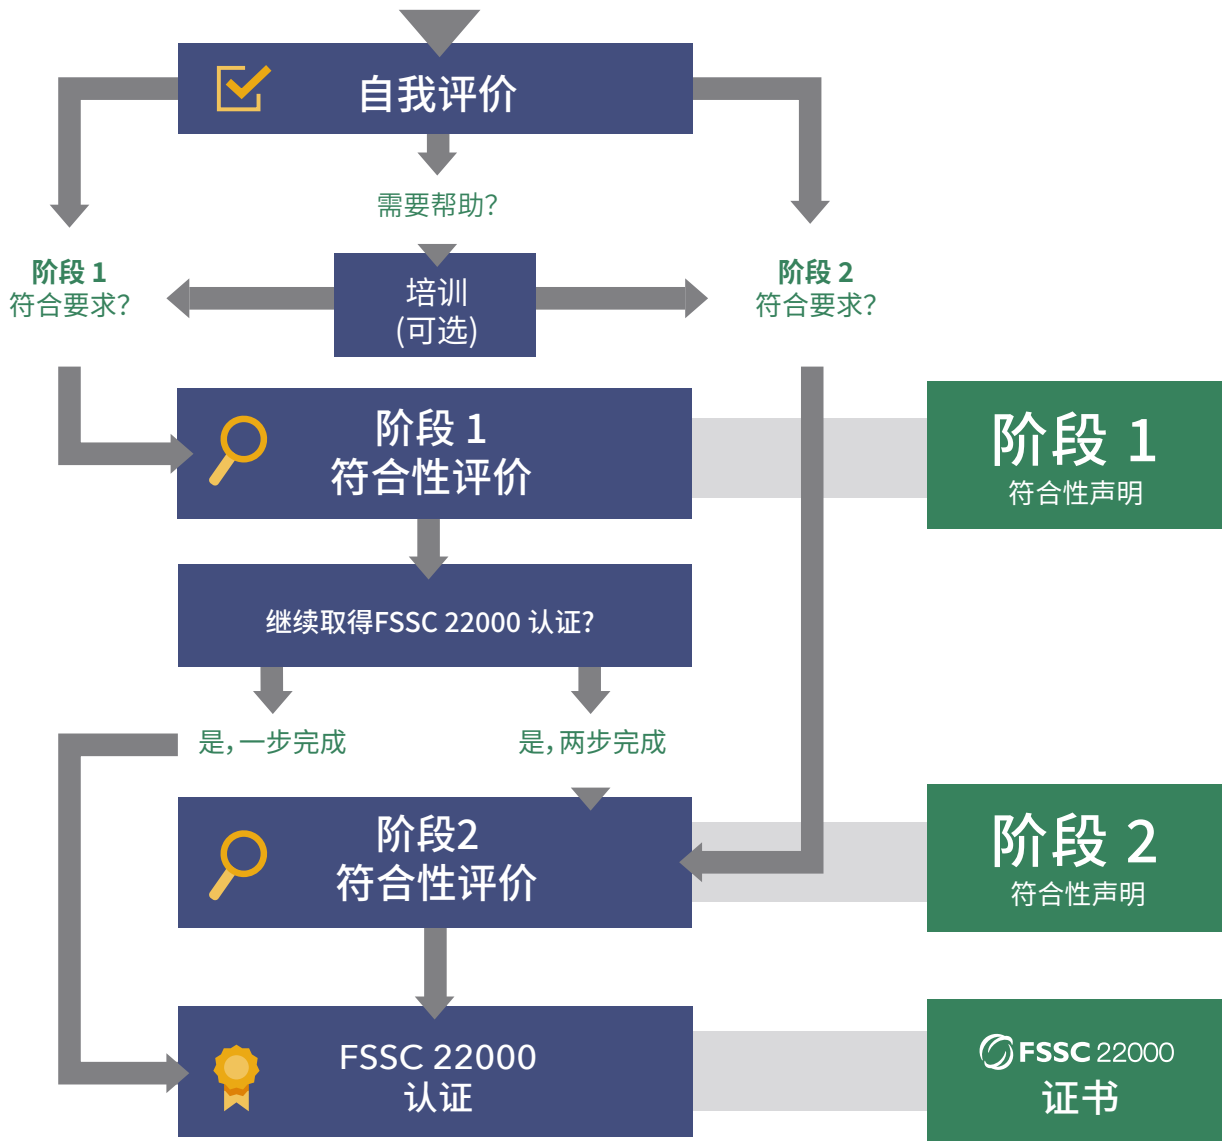 自我评价
需要帮助?
阶段 1
符合要求?
培训
(可选)
阶段 2
符合要求?
阶段 1
符合性评价
阶段 1
符合性声明
继续取得FSSC 22000 认证?
是,一步完成
是,两步完成
阶段2
符合性评价
阶段 2
符合性声明
FSSC 22000
认证
FSSC 22000
证书